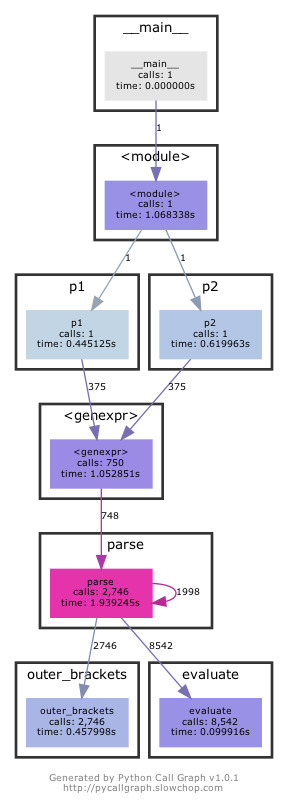 __main__
__main__
calls: 1
time: 0.000000s
1
<module>
<module>
calls: 1
time: 1.068338s
1
1
p1
p2
p1
calls: 1
time: 0.445125s
p2
calls: 1
time: 0.619963s
375
375
<genexpr>
<genexpr>
calls: 750
time: 1.052851s
748
parse
parse
calls: 2,746
time: 1.939245s
1998
2746
8542
outer_brackets
evaluate
outer_brackets
calls: 2,746
time: 0.457998s
evaluate
calls: 8,542
time: 0.099916s
Generated by Python Call Graph v1.0.1
http://pycallgraph.slowchop.com